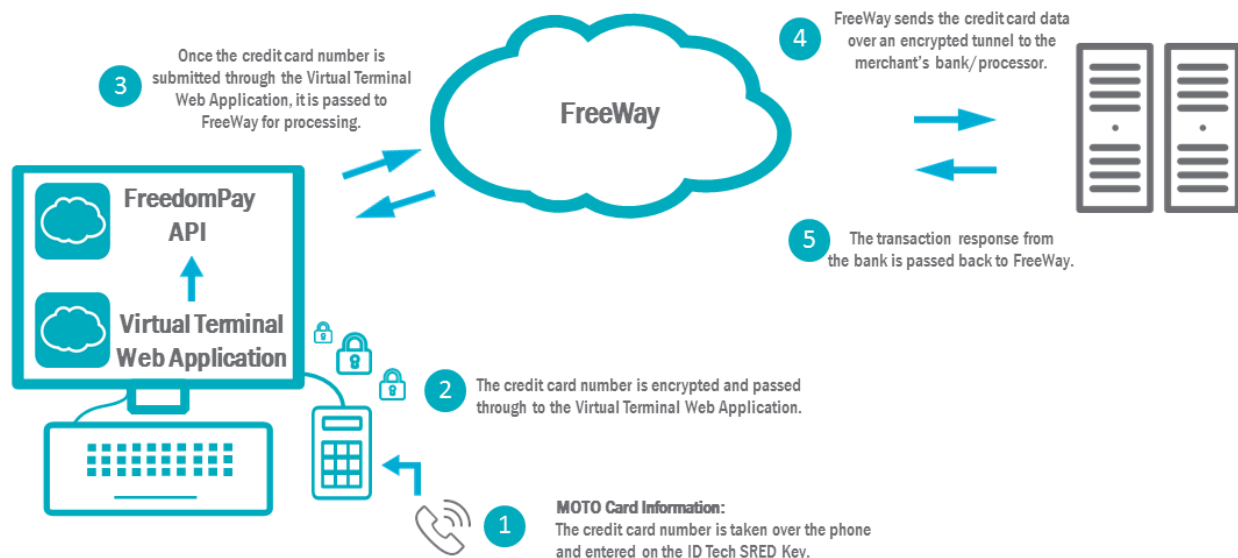 3
Once the credit card number is
submitted through the Virtual Terminal
Web Application, it is passed to
FreeWay for processing.
FreeWay
4
FreeWay sends the credit card data
over an encrypted tunnel to the
merchant's bank/processor.
5
The transaction response from
the bank is passed back to FreeWay.
FreedomPay
API
Virtual Terminal
Web Application
2
The credit card number is encrypted and passed
through to the Virtual Terminal Web Application.
1
MOTO Card Information:
The credit card number is taken over the phone
and entered on the ID Tech SRED Key.